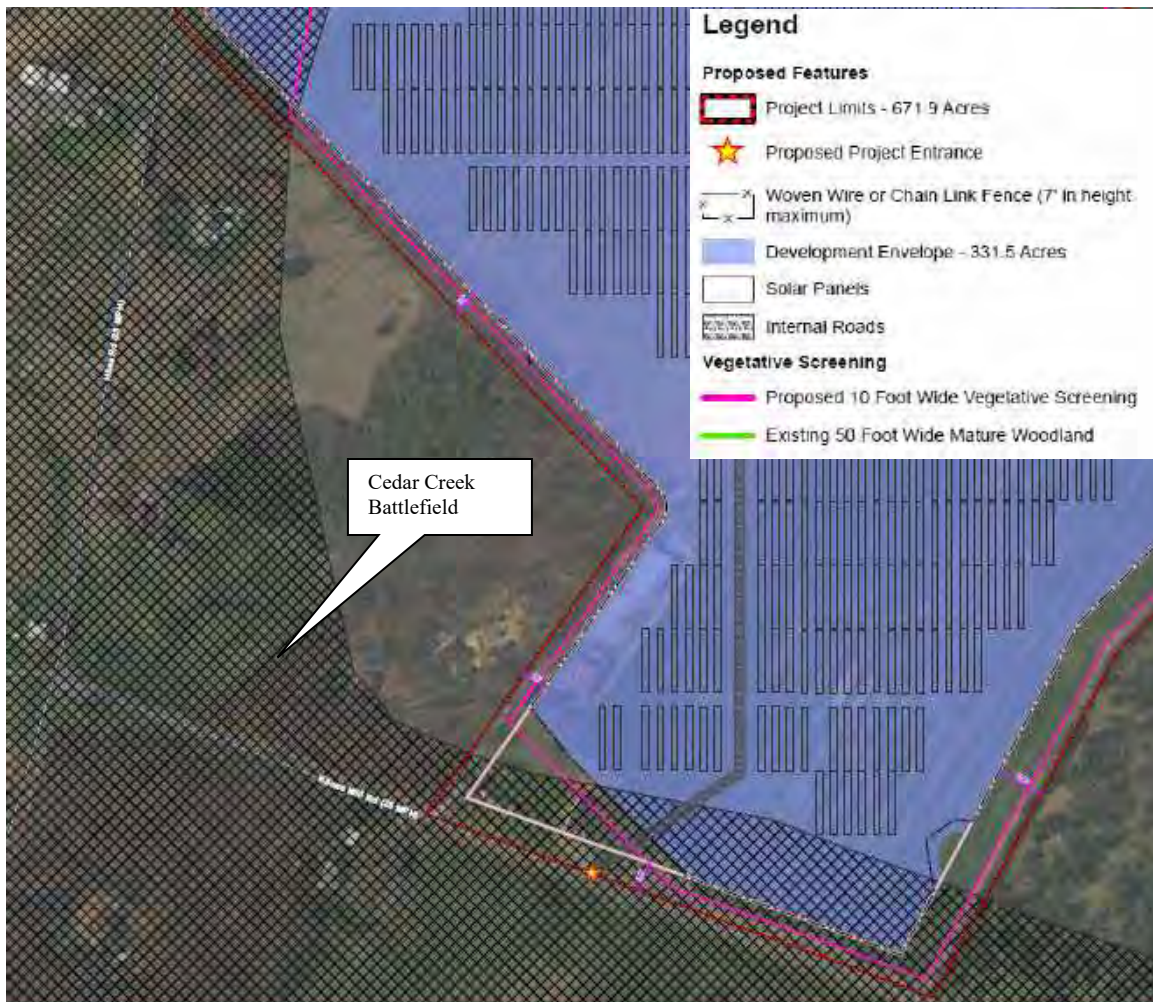 Legend
Proposed Features
Project Limits - 671.9 Acres
Proposed Project Entrance
Woven Wire or Chain Link Fence (7' in height
maximum)
Development Envelope - 331.5 Acres
Solar Panels
Internal Roads
Vegetative Screening
Proposed 10 Foot Wide Vegetative Screening
Existing 50 Foot Wide Mature Woodland
Cedar Creek
Battlefield